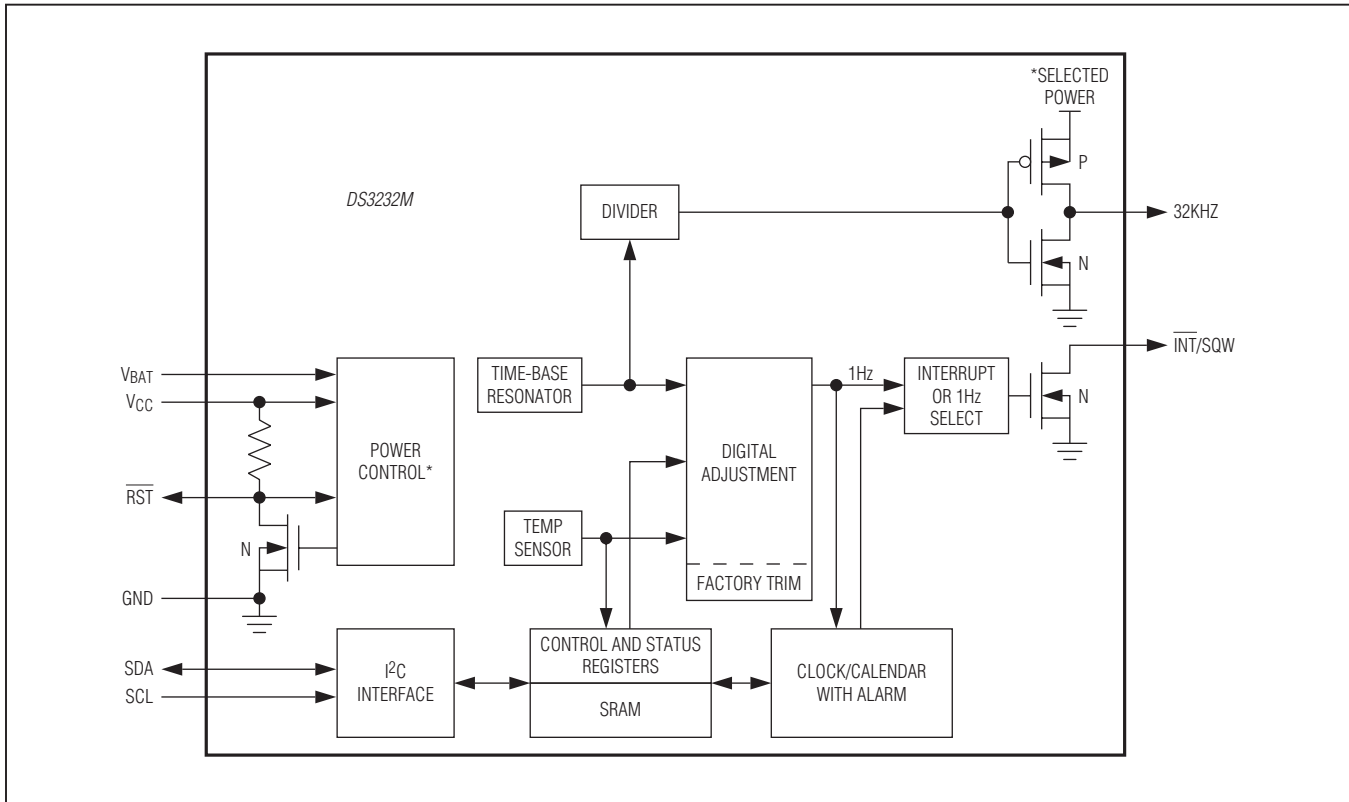 *SELECTED
POWER
P
DS3232M
DIVIDER
32KHZ
N
INT/SQW
VBAT
VCC
TIME-BASE
RESONATOR
1Hz
INTERRUPT
OR 1Hz
SELECT
N
POWER
CONTROL*
DIGITAL
ADJUSTMENT
RST
N
TEMP
SENSOR
FACTORY TRIM
GND
SDA
SCL
I²C
INTERFACE
CONTROL AND STATUS
REGISTERS
SRAM
CLOCK/CALENDAR
WITH ALARM